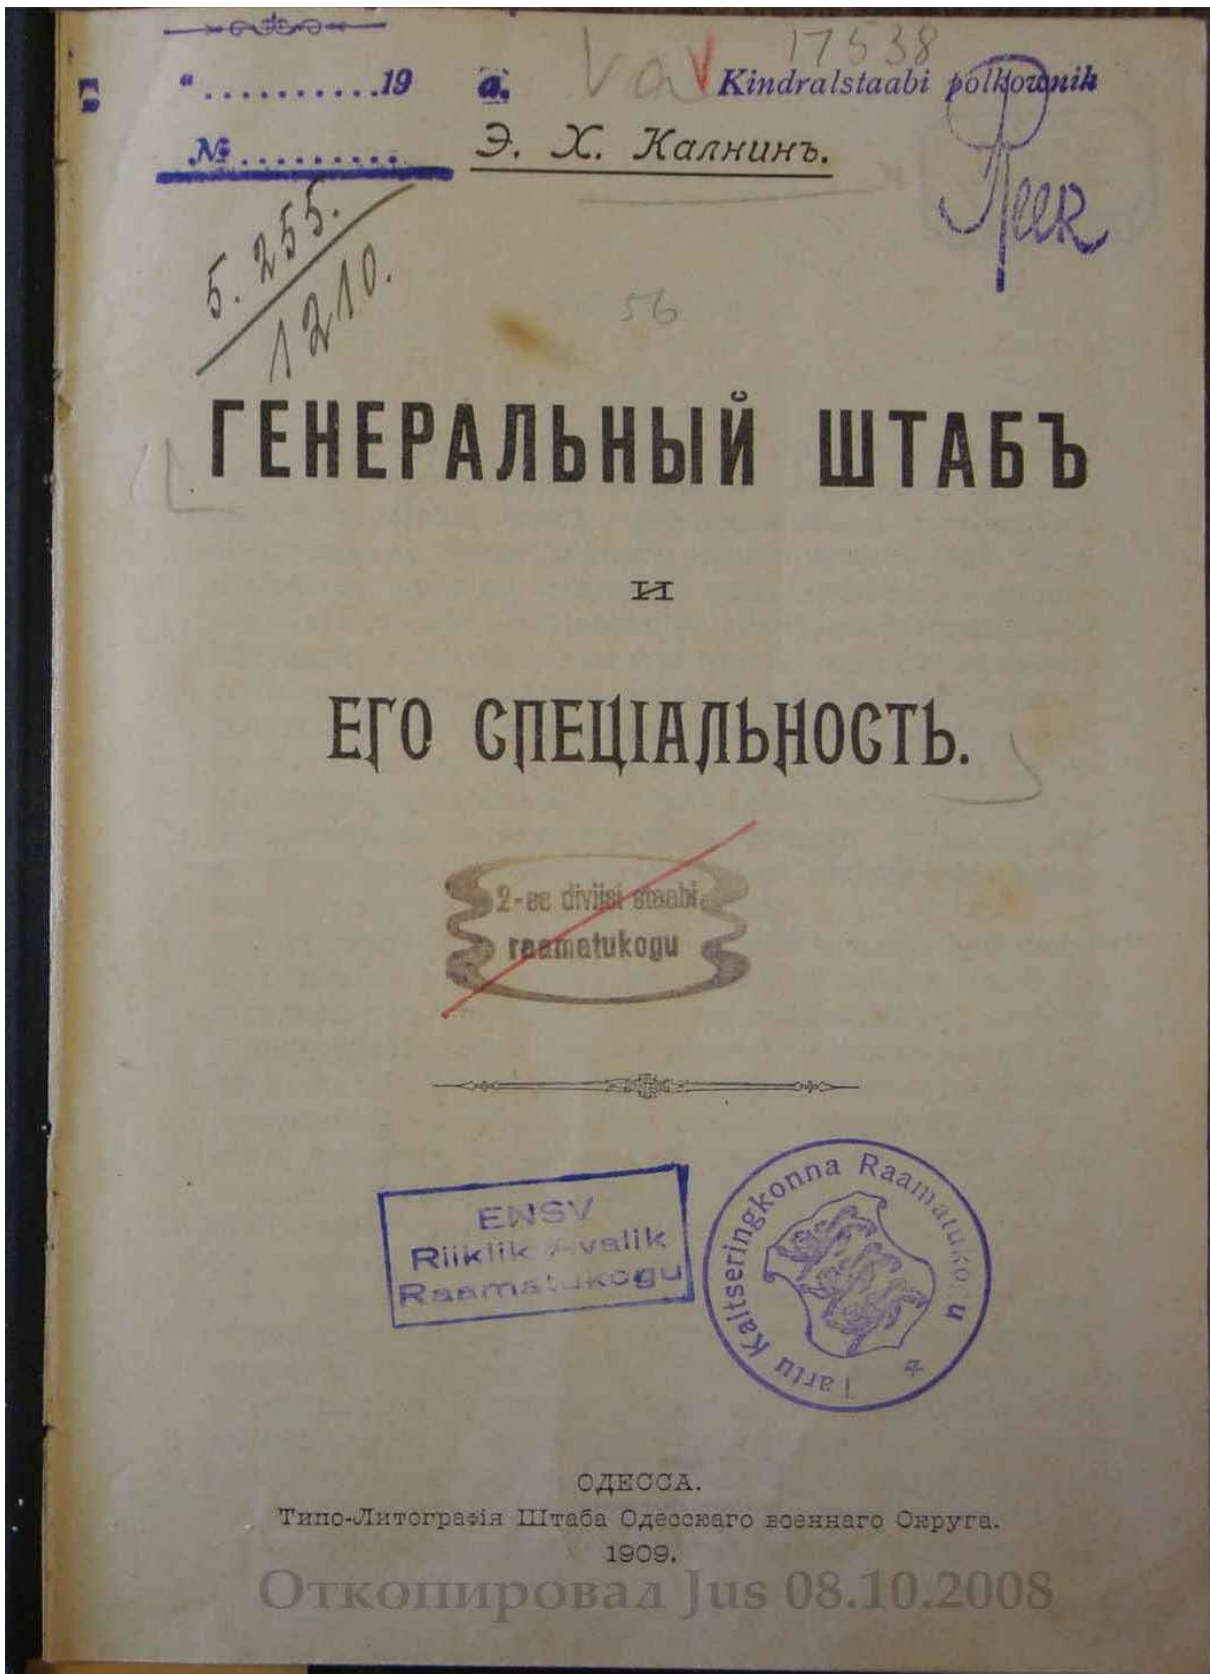 17538
" ...........19 a. Kindralstaabi polkownik
№ ..........
Э. Х. Калнинъ.
5. 255.
1210.
56
ГЕНЕРАЛЬНЫЙ ШТАБЪ
И
ЕГО СПЕЦІАЛЬНОСТЬ.
2-se diviisi staabi
raamatukogu
ENSV
Riiklik Avalik
Raamatukogu
Tartu Kaitseringkonna Raamatukogu
ОДЕССА.
Типо-Литографія Штаба Одесскаго военнаго Округа.
1909.
Откопировал Jus 08.10.2008